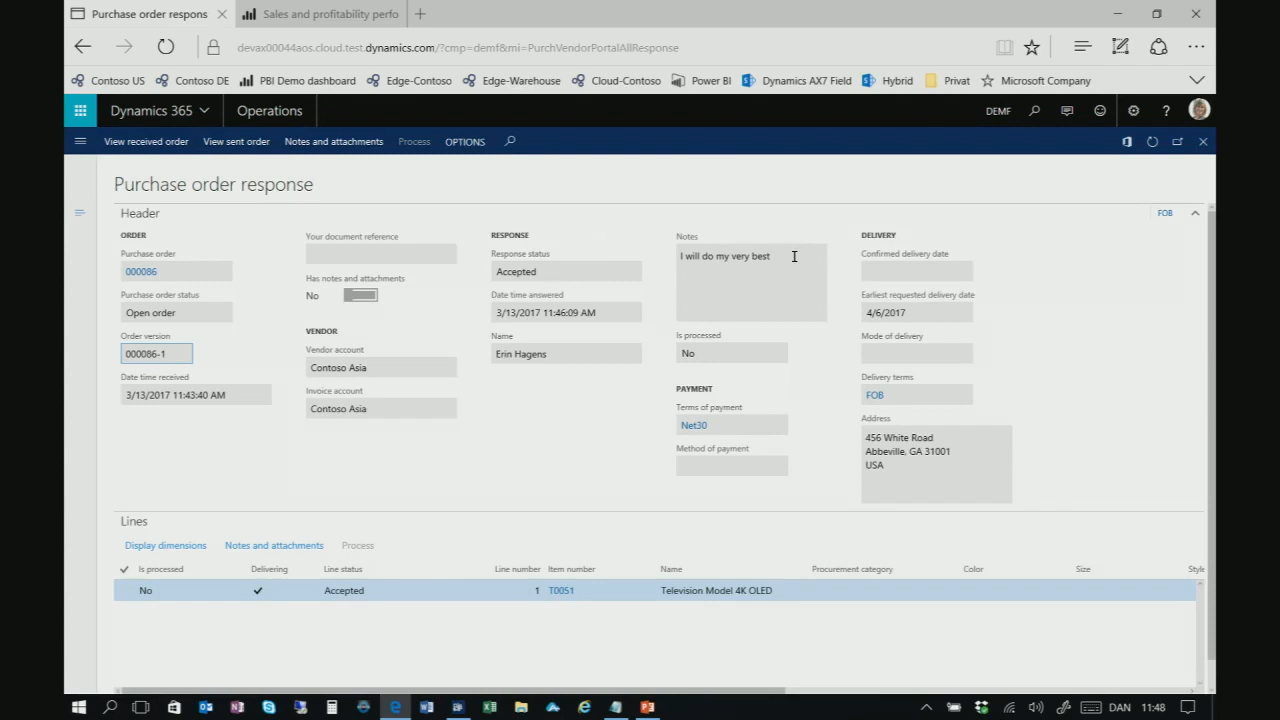 Purchase order respons
Sales and profitability perfo
devax00044aos.cloud.test.dynamics.com/?cmp=demf&mi=PurchVendorPortalAllResponse
Contoso US
Contoso DE
PBI Demo dashboard
Edge-Contoso
Edge-Warehouse
Cloud-Contoso
Power BI
Dynamics AX7 Field
Hybrid
Privat
Microsoft Company
Dynamics 365
Operations
DEMF
View received order
View sent order
Notes and attachments
Process
OPTIONS
Purchase order response
Header
FOB
ORDER
Purchase order
000086
Purchase order status
Open order
Order version
000086-1
Date time received
3/13/2017 11:43:40 AM
Your document reference
Has notes and attachments
No
VENDOR
Vendor account
Contoso Asia
Invoice account
Contoso Asia
RESPONSE
Response status
Accepted
Date time answered
3/13/2017 11:46:09 AM
Name
Erin Hagens
Notes
I will do my very best
Is processed
No
PAYMENT
Terms of payment
Net30
Method of payment
DELIVERY
Confirmed delivery date
Earliest requested delivery date
4/6/2017
Mode of delivery
Delivery terms
FOB
Address
456 White Road
Abbeville, GA 31001
USA
Lines
Display dimensions
Notes and attachments
Process
Is processed Delivering Line status Line number Item number Name Procurement category Color Size Style
No Accepted 1 T0051 Television Model 4K OLED
DAN 11:48